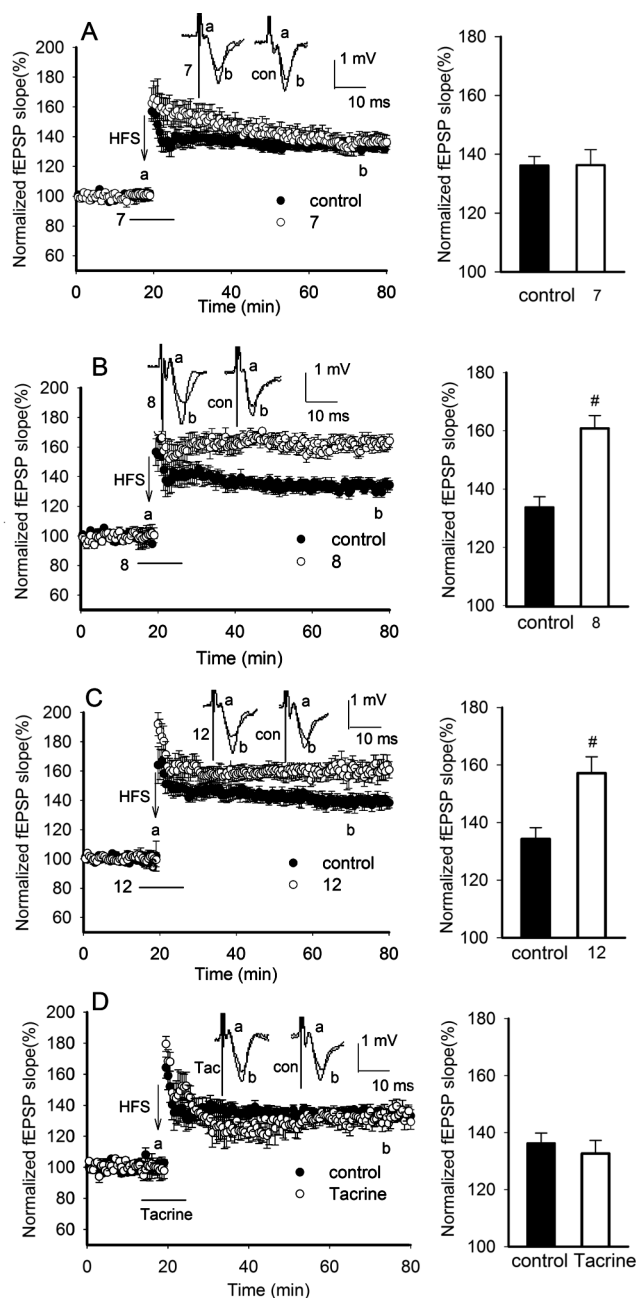 A
Normalized fEPSP slope(%)
200
180
160
140
120
100
80
60
HFS
a
7
a
b
7
con
a
b
1 mV
10 ms
b
control
7
0
20
40
60
80
Time (min)
Normalized fEPSP slope(%)
180
160
140
120
100
control
7
B
Normalized fEPSP slope(%)
200
180
160
140
120
100
80
60
HFS
a
8
a
b
8
con
a
b
1 mV
10 ms
b
control
8
0
20
40
60
80
Time (min)
Normalized fEPSP slope(%)
180
160
140
120
100
#
control
8
C
Normalized fEPSP slope(%)
200
180
160
140
120
100
80
60
HFS
a
12
a
b
12
con
a
b
1 mV
10 ms
b
control
12
0
20
40
60
80
Time (min)
Normalized fEPSP slope(%)
180
160
140
120
100
#
control
12
D
Normalized fEPSP slope(%)
200
180
160
140
120
100
80
60
HFS
a
Tacrine
a
b
Tac
con
a
b
1 mV
10 ms
b
control
Tacrine
0
20
40
60
80
Time (min)
Normalized fEPSP slope(%)
180
160
140
120
100
control
Tacrine